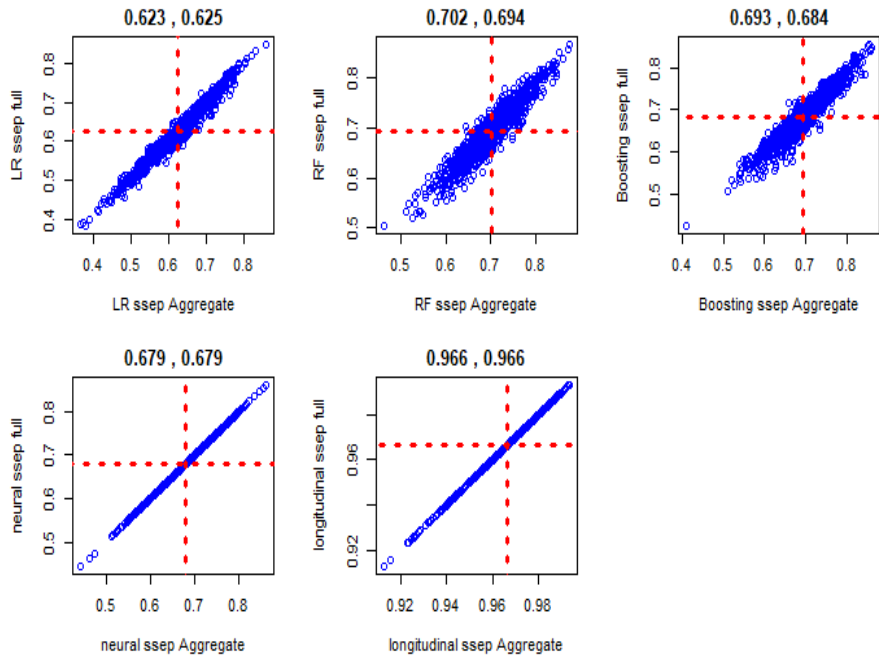 0.623 , 0.625
LR ssep full
0.4 0.5 0.6 0.7 0.8
0.4 0.5 0.6 0.7 0.8
LR ssep Aggregate
0.702 , 0.694
RF ssep full
0.5 0.6 0.7 0.8
0.5 0.6 0.7 0.8
RF ssep Aggregate
0.693 , 0.684
Boosting ssep full
0.5 0.6 0.7 0.8
0.4 0.5 0.6 0.7 0.8
Boosting ssep Aggregate
0.679 , 0.679
neural ssep full
0.5 0.6 0.7 0.8
0.5 0.6 0.7 0.8
neural ssep Aggregate
0.966 , 0.966
longitudinal ssep full
0.92 0.96
0.92 0.94 0.96 0.98
longitudinal ssep Aggregate